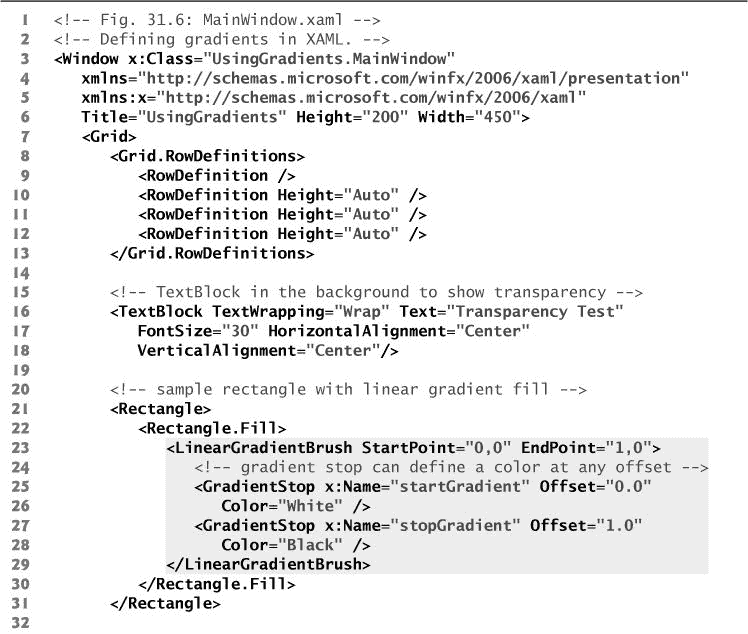 1 <!-- Fig. 31.6: MainWindow.xaml -->
2 <!-- Defining gradients in XAML. -->
3 <Window x:Class="UsingGradients.MainWindow"
4 xmlns="http://schemas.microsoft.com/winfx/2006/xaml/presentation"
5 xmlns:x="http://schemas.microsoft.com/winfx/2006/xaml"
6 Title="UsingGradients" Height="200" Width="450">
7 <Grid>
8 <Grid.RowDefinitions>
9 <RowDefinition />
10 <RowDefinition Height="Auto" />
11 <RowDefinition Height="Auto" />
12 <RowDefinition Height="Auto" />
13 </Grid.RowDefinitions>
14
15 <!-- TextBlock in the background to show transparency -->
16 <TextBlock TextWrapping="Wrap" Text="Transparency Test"
17 FontSize="30" HorizontalAlignment="Center"
18 VerticalAlignment="Center"/>
19
20 <!-- sample rectangle with linear gradient fill -->
21 <Rectangle>
22 <Rectangle.Fill>
23 <LinearGradientBrush StartPoint="0,0" EndPoint="1,0">
24 <!-- gradient stop can define a color at any offset -->
25 <GradientStop x:Name="startGradient" Offset="0.0"
26 Color="White" />
27 <GradientStop x:Name="stopGradient" Offset="1.0"
28 Color="Black" />
29 </LinearGradientBrush>
30 </Rectangle.Fill>
31 </Rectangle>
32